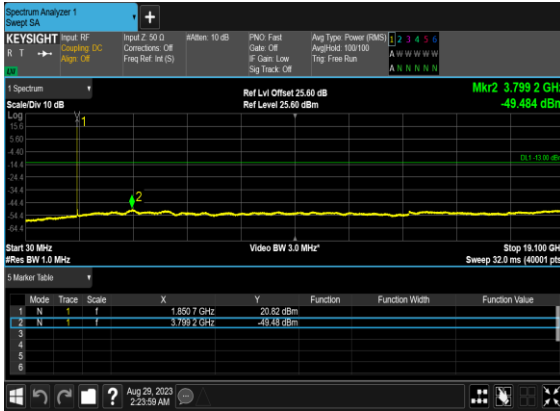 Spectrum Analyzer 1
Swept SA
+
KEYSIGHT Input: RF Input Z: 50 Ω #Atten: 10 dB PNO: Fast Avg Type: Power (RMS) 1 2 3 4 5 6
R T Coupling: DC Corrections: Off Gate: Off Avg|Hold: 100/100 A W W W W W
Align: Off Freq Ref: Int (S) IF Gain: Low Trig: Free Run
Sig Track: Off A N N N N N
1 Spectrum Ref Lvl Offset 25.60 dB Mkr2 3.799 2 GHz
Scale/Div 10 dB Ref Level 25.60 dBm -49.484 dBm
Log
15.6 1
5.60
-4.40
-14.4 DL1 -13.00 dBm
-24.4
-34.4
-44.4 2
-54.4
-64.4
Start 30 MHz Video BW 3.0 MHz* Stop 19.100 GH
#Res BW 1.0 MHz Sweep 32.0 ms (40001 pts
5 Marker Table
Mode Trace Scale X Y Function Function Width Function Value
1 N 1 f 1.850 7 GHz 20.82 dBm
2 N 1 f 3.799 2 GHz -49.48 dBm
3
4
5
6
? Aug 29, 2023
2:23:59 AM